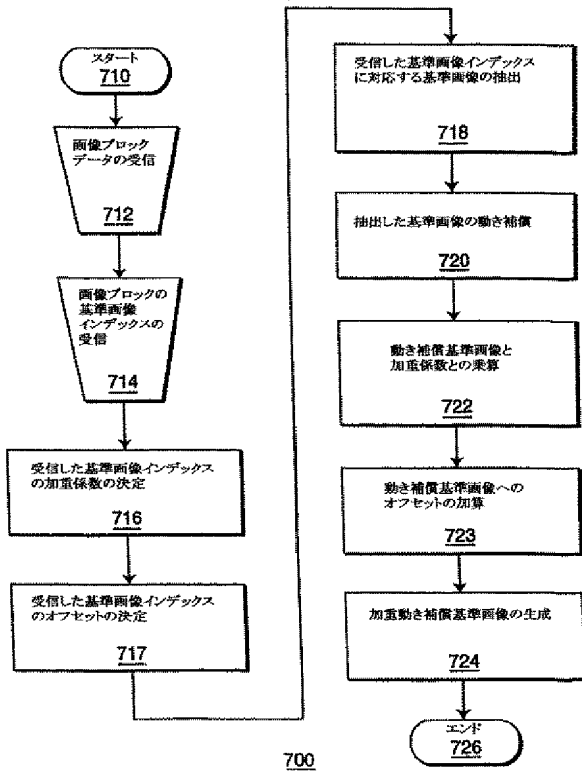 スタート
710
画像ブロック
データの受信
712
画像ブロックの
基準画像
インデックスの
受信
714
受信した基準画像インデックス
の加重係数の決定
716
受信した基準画像インデックス
のオフセットの決定
717
受信した基準画像インデックス
に対応する基準画像の抽出
718
抽出した基準画像の動き補償
720
動き補償基準画像と
加重係数との乗算
722
動き補償基準画像への
オフセットの加算
723
加重動き補償基準画像の生成
724
エンド
726
700